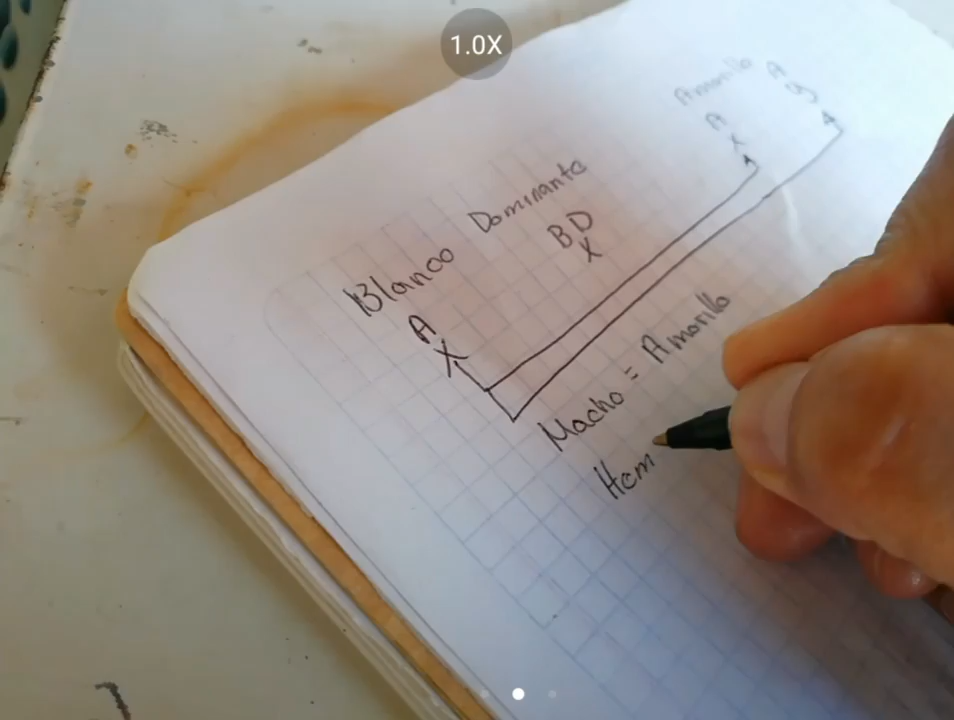 1.0X
Blanco Dominante
Amarillo
A
X
BD
X
A
X
A
y
Macho = Amarillo
Hem